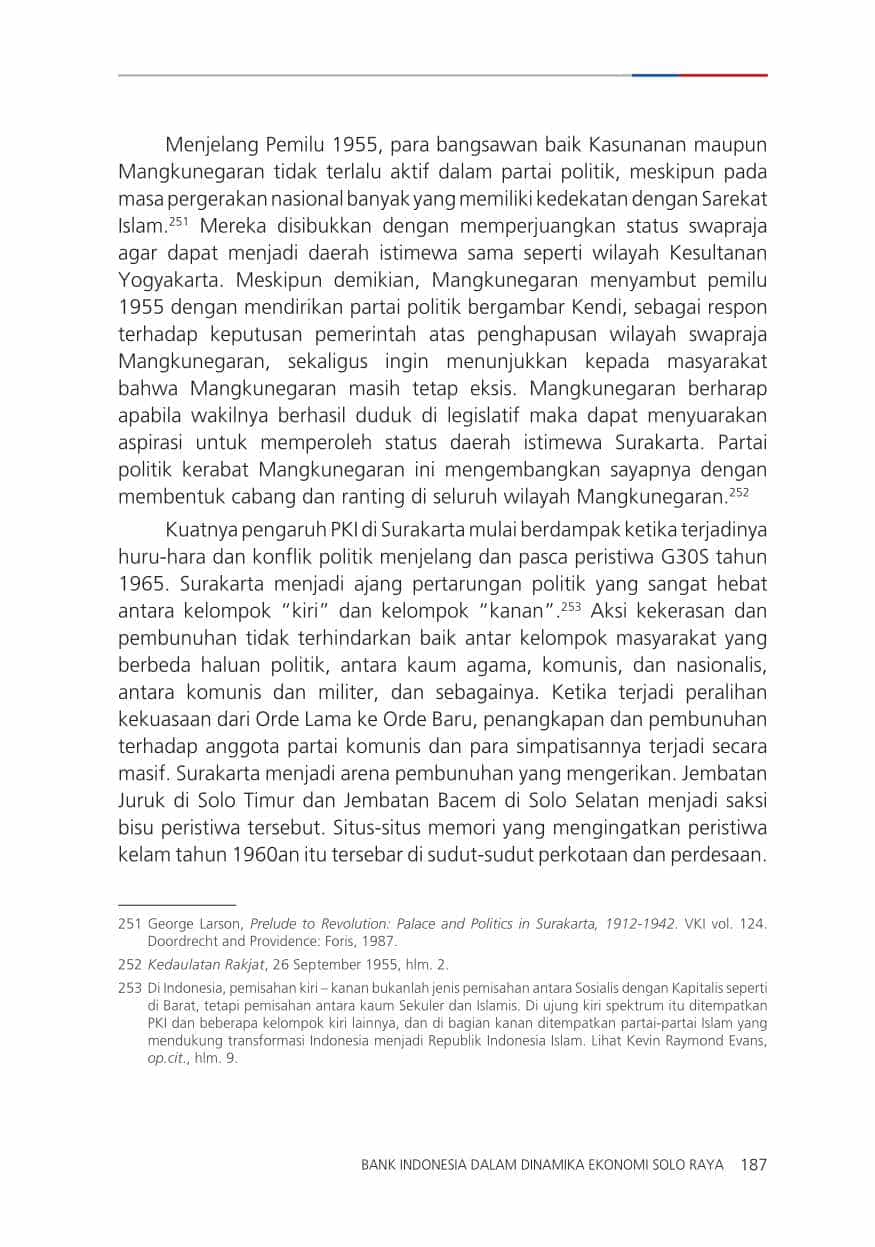 Menjelang Pemilu 1955, para bangsawan baik Kasunanan maupun
Mangkunegaran tidak terlalu aktif dalam partai politik, meskipun pada
masa pergerakan nasional banyak yang memiliki kedekatan dengan Sarekat
Islam.251 Mereka disibukkan dengan memperjuangkan status swapraja
agar dapat menjadi daerah istimewa sama seperti wilayah Kesultanan
Yogyakarta. Meskipun demikian, Mangkunegaran menyambut pemilu
1955 dengan mendirikan partai politik bergambar Kendi, sebagai respon
terhadap keputusan pemerintah atas penghapusan wilayah swapraja
Mangkunegaran, sekaligus ingin menunjukkan kepada masyarakat
bahwa Mangkunegaran masih tetap eksis. Mangkunegaran berharap
apabila wakilnya berhasil duduk di legislatif maka dapat menyuarakan
aspirasi untuk memperoleh status daerah istimewa Surakarta. Partai
politik kerabat Mangkunegaran ini mengembangkan sayapnya dengan
membentuk cabang dan ranting di seluruh wilayah Mangkunegaran.252
Kuatnya pengaruh PKI di Surakarta mulai berdampak ketika terjadinya
huru-hara dan konflik politik menjelang dan pasca peristiwa G30S tahun
1965. Surakarta menjadi ajang pertarungan politik yang sangat hebat
antara kelompok “kiri” dan kelompok “kanan”.253 Aksi kekerasan dan
pembunuhan tidak terhindarkan baik antar kelompok masyarakat yang
berbeda haluan politik, antara kaum agama, komunis, dan nasionalis,
antara komunis dan militer, dan sebagainya. Ketika terjadi peralihan
kekuasaan dari Orde Lama ke Orde Baru, penangkapan dan pembunuhan
terhadap anggota partai komunis dan para simpatisannya terjadi secara
masif. Surakarta menjadi arena pembunuhan yang mengerikan. Jembatan
Juruk di Solo Timur dan Jembatan Bacem di Solo Selatan menjadi saksi
bisu peristiwa tersebut. Situs-situs memori yang mengingatkan peristiwa
kelam tahun 1960an itu tersebar di sudut-sudut perkotaan dan perdesaan.
251 George Larson, Prelude to Revolution: Palace and Politics in Surakarta, 1912-1942. VKI vol. 124.
Doordrecht and Providence: Foris, 1987.
252 Kedaulatan Rakjat, 26 September 1955, hlm. 2.
253 Di Indonesia, pemisahan kiri – kanan bukanlah jenis pemisahan antara Sosialis dengan Kapitalis seperti
di Barat, tetapi pemisahan antara kaum Sekuler dan Islamis. Di ujung kiri spektrum itu ditempatkan
PKI dan beberapa kelompok kiri lainnya, dan di bagian kanan ditempatkan partai-partai Islam yang
mendukung transformasi Indonesia menjadi Republik Indonesia Islam. Lihat Kevin Raymond Evans,
op.cit., hlm. 9.
BANK INDONESIA DALAM DINAMIKA EKONOMI SOLO RAYA 187